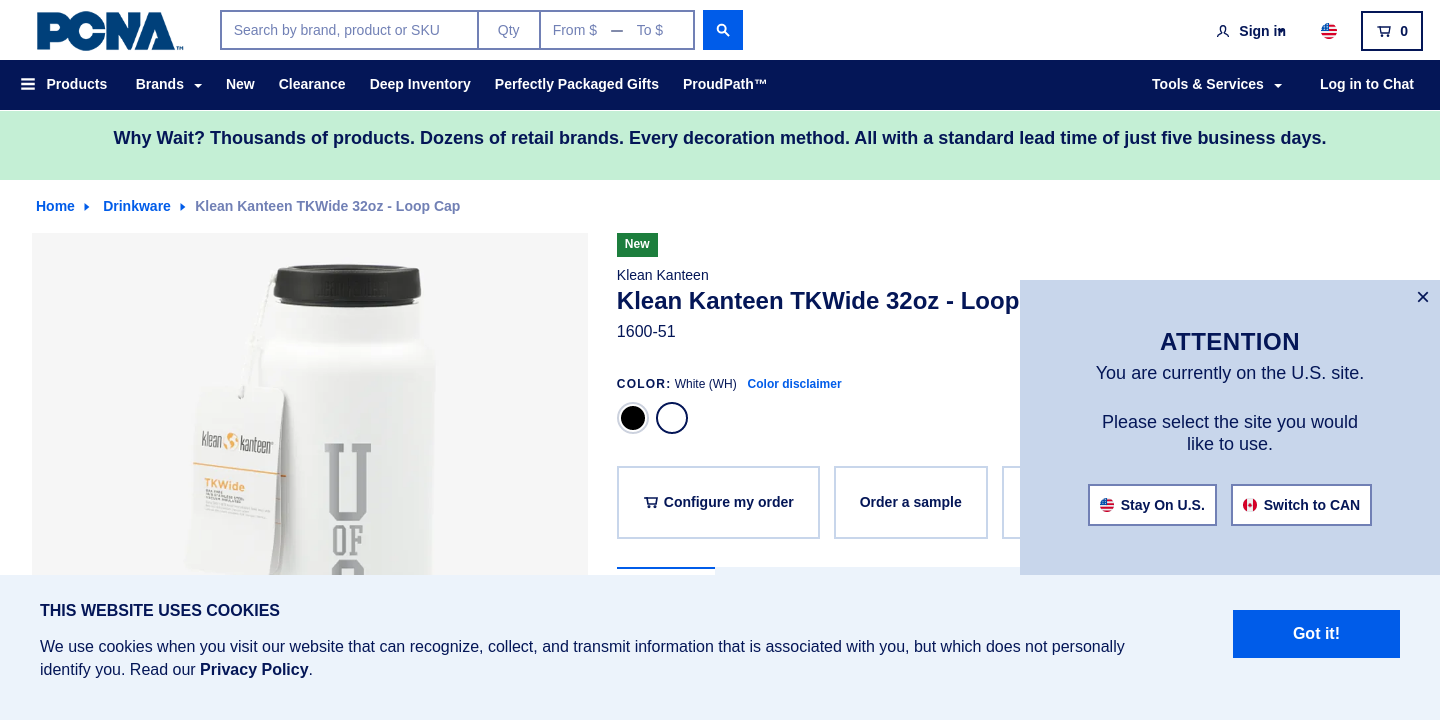 PCNA™
Search by brand, product or SKU
Qty
From $ — To $
Sign in
0
Products
Brands
New
Clearance
Deep Inventory
Perfectly Packaged Gifts
ProudPath™
Tools & Services
Log in to Chat
Why Wait? Thousands of products. Dozens of retail brands. Every decoration method. All with a standard lead time of just five business days.
Home
Drinkware
Klean Kanteen TKWide 32oz - Loop Cap
klean kanteen
TKWide
U
OF
New
Klean Kanteen
Klean Kanteen TKWide 32oz - Loop
1600-51
COLOR: White (WH) Color disclaimer
Configure my order
Order a sample
×
ATTENTION
You are currently on the U.S. site.
Please select the site you would
like to use.
Stay On U.S.
Switch to CAN
THIS WEBSITE USES COOKIES
We use cookies when you visit our website that can recognize, collect, and transmit information that is associated with you, but which does not personally
identify you. Read our Privacy Policy.
Got it!